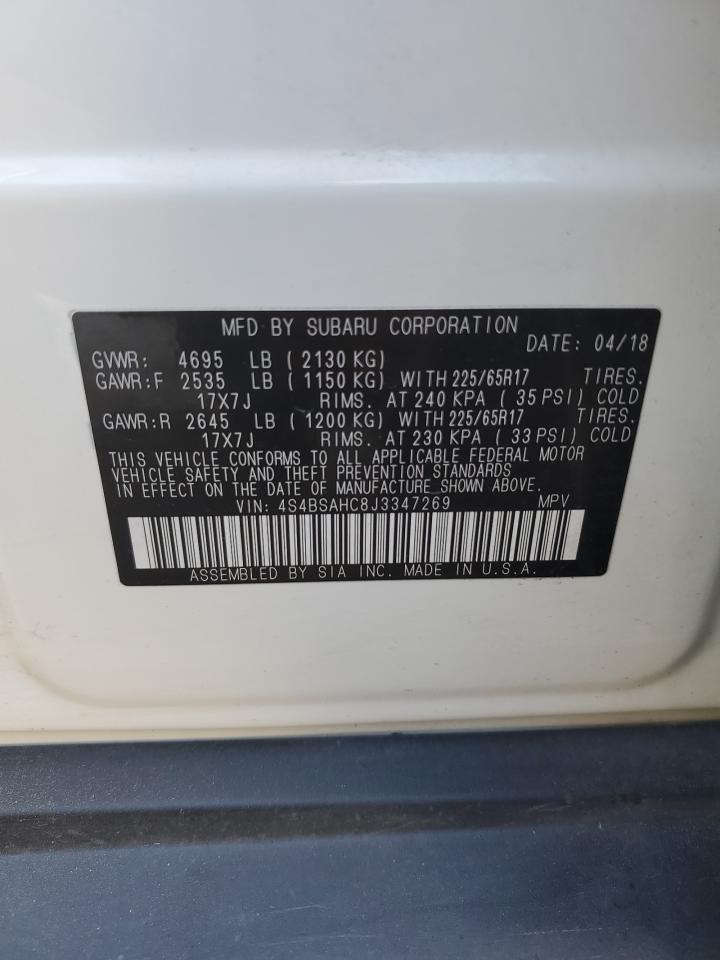 MFD BY SUBARU CORPORATION
DATE: 04/18
GVWR: 4695 LB ( 2130 KG)
GAWR:F 2535 LB ( 1150 KG) WITH 225/65R17 TIRES.
17X7J RIMS. AT 240 KPA ( 35 PSI) COLD
GAWR:R 2645 LB ( 1200 KG) WITH 225/65R17 TIRES.
17X7J RIMS. AT 230 KPA ( 33 PSI) COLD
THIS VEHICLE CONFORMS TO ALL APPLICABLE FEDERAL MOTOR
VEHICLE SAFETY AND THEFT PREVENTION STANDARDS
IN EFFECT ON THE DATE OF MANUFACTURE SHOWN ABOVE.
VIN: 4S4BSAHC8J3347269 MPV
ASSEMBLED BY SIA INC. MADE IN U.S.A.